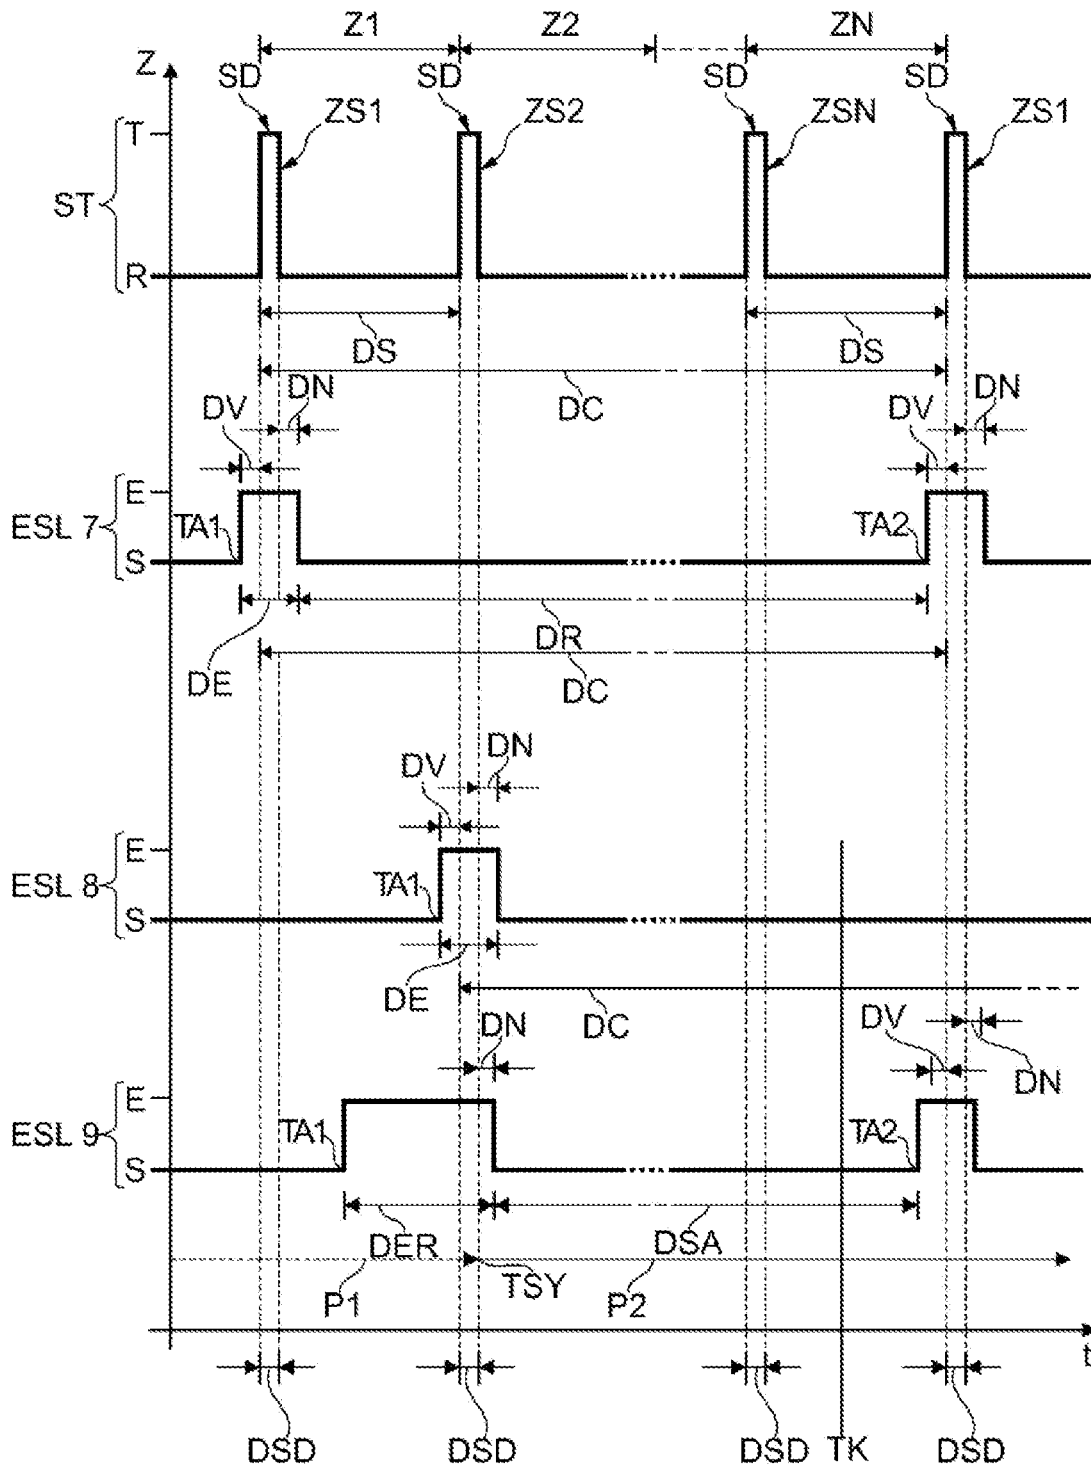 Z1 Z2 ZN
Z SD SD SD SD
ZS1 ZS2 ZSN ZS1
T
ST
R
DS DS
DC
DN DN
DV DV
E
ESL 7 TA1 TA2
S
DR
DE DC
DN
DV
E
ESL 8 TA1
S
DE DC
DN DV DN
E
ESL 9 TA1 TA2
S
DER DSA
P1 TSY P2
t
DSD DSD DSD TK DSD